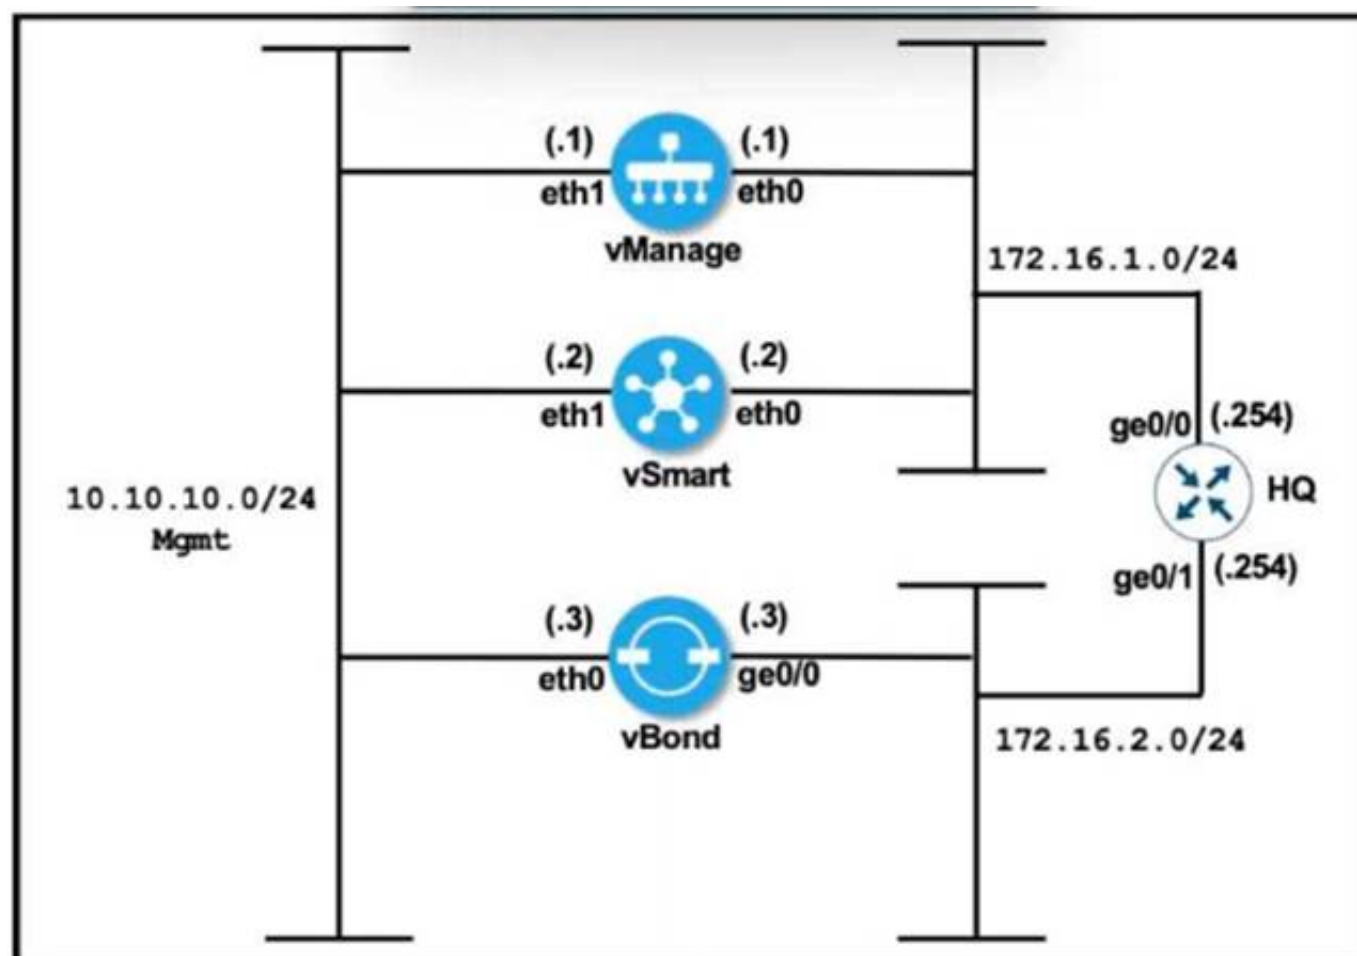 (.1) (.1)
eth1 eth0
vManage
172.16.1.0/24
(.2) (.2)
eth1 eth0
vSmart
ge0/0 (.254)
HQ
10.10.10.0/24
Mgmt
ge0/1 (.254)
(.3) (.3)
eth0 ge0/0
vBond
172.16.2.0/24